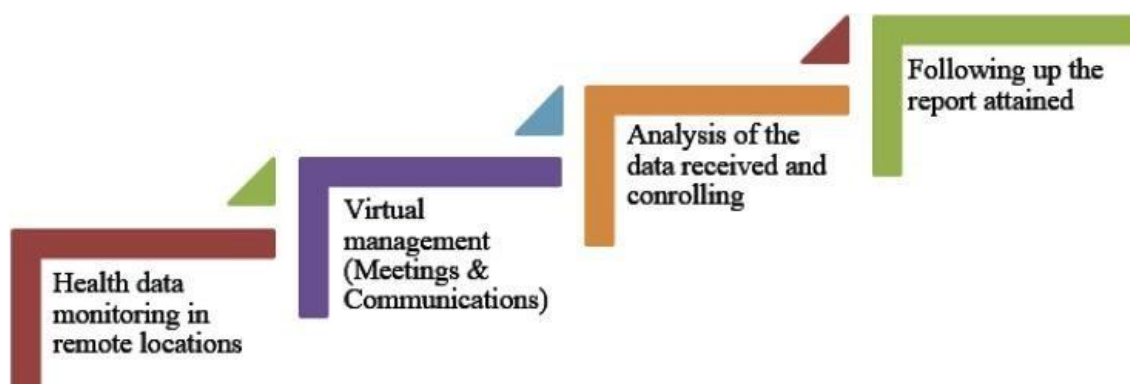 Health data
monitoring in
remote locations
Virtual
management
(Meetings &
Communications)
Analysis of the
data received and
conrolling
Following up the
report attained